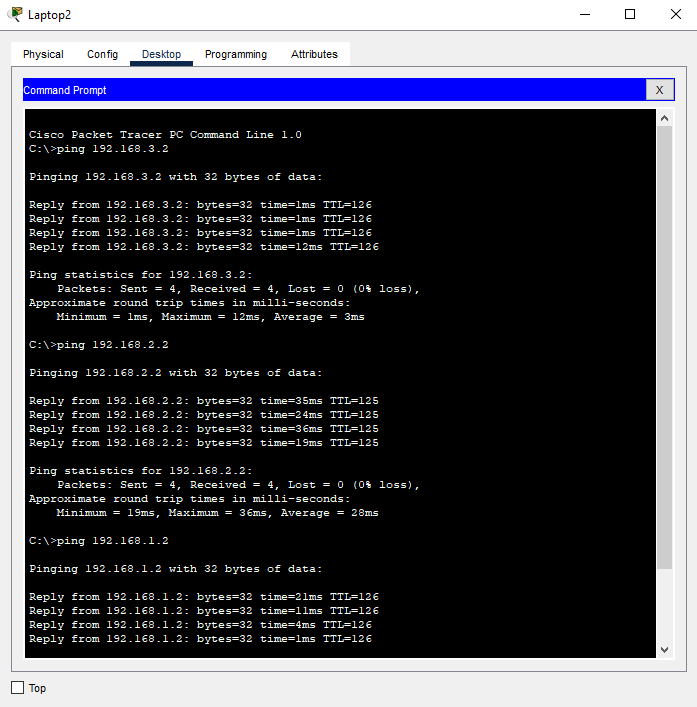 Laptop2
Physical Config Desktop Programming Attributes
Command Prompt X
Cisco Packet Tracer PC Command Line 1.0
C:\>ping 192.168.3.2
Pinging 192.168.3.2 with 32 bytes of data:
Reply from 192.168.3.2: bytes=32 time=1ms TTL=126
Reply from 192.168.3.2: bytes=32 time=1ms TTL=126
Reply from 192.168.3.2: bytes=32 time=1ms TTL=126
Reply from 192.168.3.2: bytes=32 time=12ms TTL=126
Ping statistics for 192.168.3.2:
Packets: Sent = 4, Received = 4, Lost = 0 (0% loss),
Approximate round trip times in milli-seconds:
Minimum = 1ms, Maximum = 12ms, Average = 3ms
C:\>ping 192.168.2.2
Pinging 192.168.2.2 with 32 bytes of data:
Reply from 192.168.2.2: bytes=32 time=35ms TTL=125
Reply from 192.168.2.2: bytes=32 time=24ms TTL=125
Reply from 192.168.2.2: bytes=32 time=36ms TTL=125
Reply from 192.168.2.2: bytes=32 time=19ms TTL=125
Ping statistics for 192.168.2.2:
Packets: Sent = 4, Received = 4, Lost = 0 (0% loss),
Approximate round trip times in milli-seconds:
Minimum = 19ms, Maximum = 36ms, Average = 28ms
C:\>ping 192.168.1.2
Pinging 192.168.1.2 with 32 bytes of data:
Reply from 192.168.1.2: bytes=32 time=21ms TTL=126
Reply from 192.168.1.2: bytes=32 time=11ms TTL=126
Reply from 192.168.1.2: bytes=32 time=4ms TTL=126
Reply from 192.168.1.2: bytes=32 time=1ms TTL=126
Top